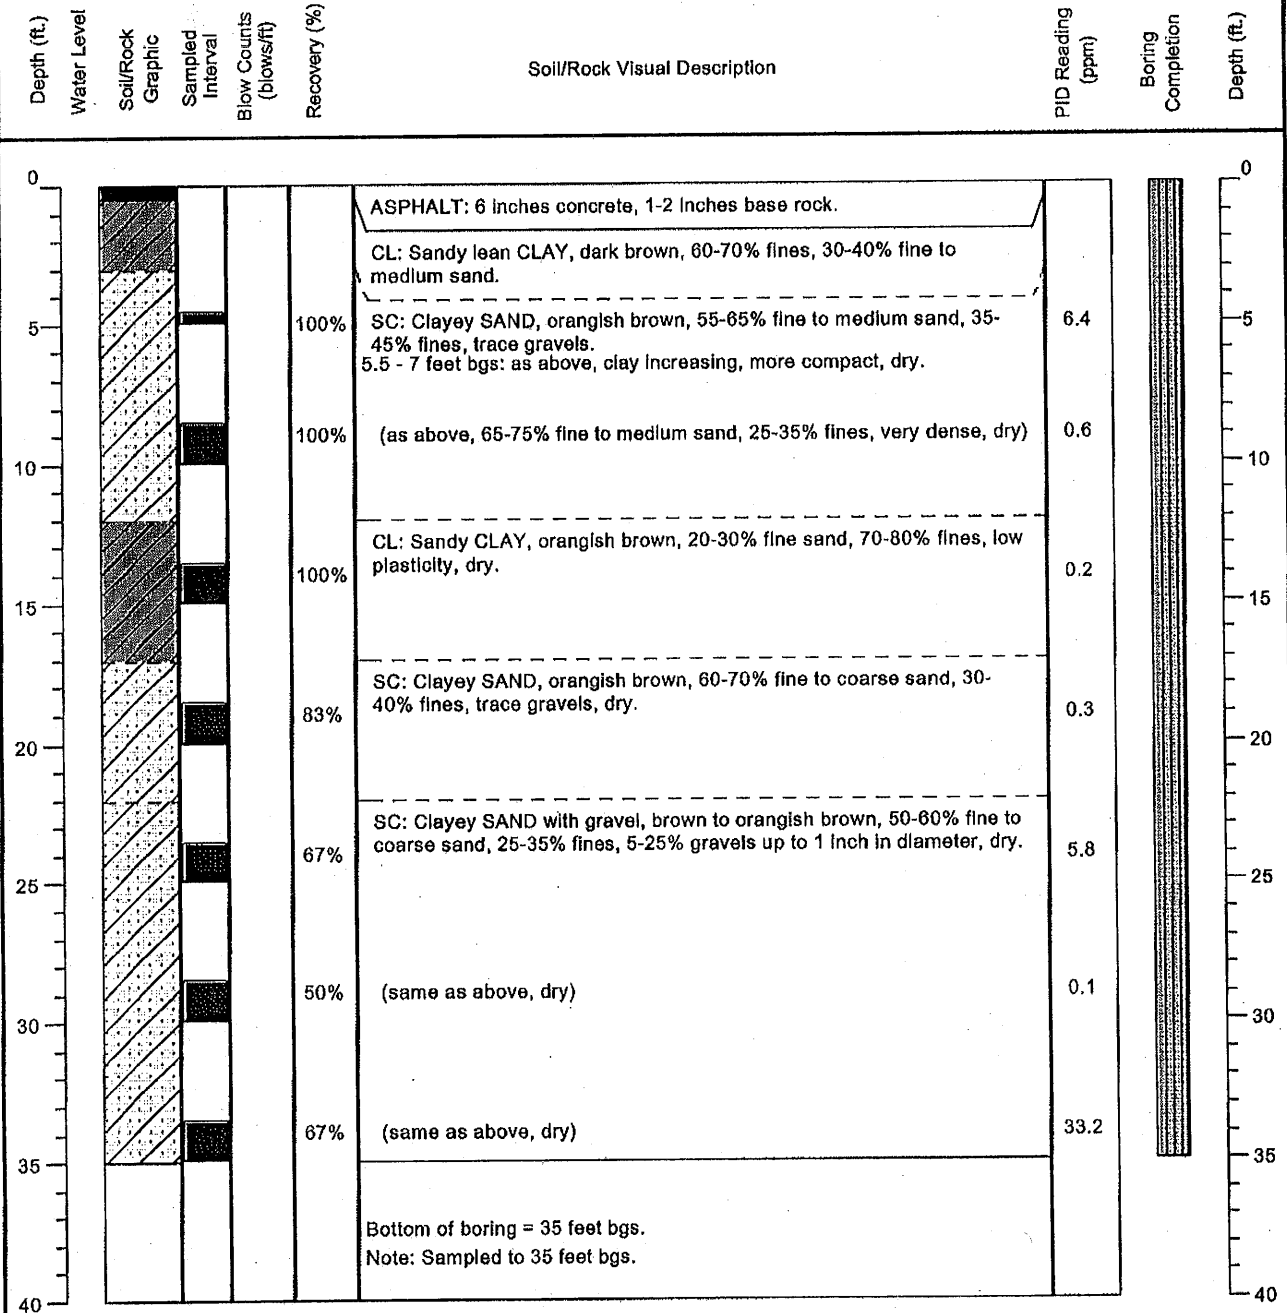 Depth (ft.)
Water Level
Soil/Rock
Graphic
Sampled
Interval
Blow Counts
(blows/ft)
Recovery (%)
Soil/Rock Visual Description
PID Reading
(ppm)
Boring
Completion
Depth (ft.)
0
0
ASPHALT: 6 inches concrete, 1-2 inches base rock.
CL: Sandy lean CLAY, dark brown, 60-70% fines, 30-40% fine to
medium sand.
5
100%
SC: Clayey SAND, orangish brown, 55-65% fine to medium sand, 35-
6.4
5
45% fines, trace gravels.
5.5 - 7 feet bgs: as above, clay increasing, more compact, dry.
100%
(as above, 65-75% fine to medium sand, 25-35% fines, very dense, dry)
0.6
10
10
CL: Sandy CLAY, orangish brown, 20-30% fine sand, 70-80% fines, low
plasticity, dry.
100%
0.2
15
15
SC: Clayey SAND, orangish brown, 60-70% fine to coarse sand, 30-
40% fines, trace gravels, dry.
83%
0.3
20
20
SC: Clayey SAND with gravel, brown to orangish brown, 50-60% fine to
coarse sand, 25-35% fines, 5-25% gravels up to 1 inch in diameter, dry.
67%
5.8
25
25
50%
(same as above, dry)
0.1
30
30
67%
(same as above, dry)
33.2
35
35
Bottom of boring = 35 feet bgs.
Note: Sampled to 35 feet bgs.
40
40